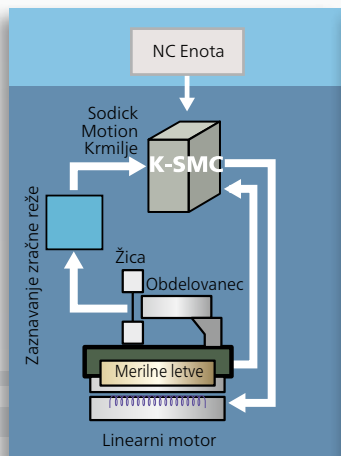 NC Enota
Sodick
Motion
Krmilje
K-SMC
Zaznavanje zračne reže
Žica
Obdelovanec
Merilne letve
Linearni motor